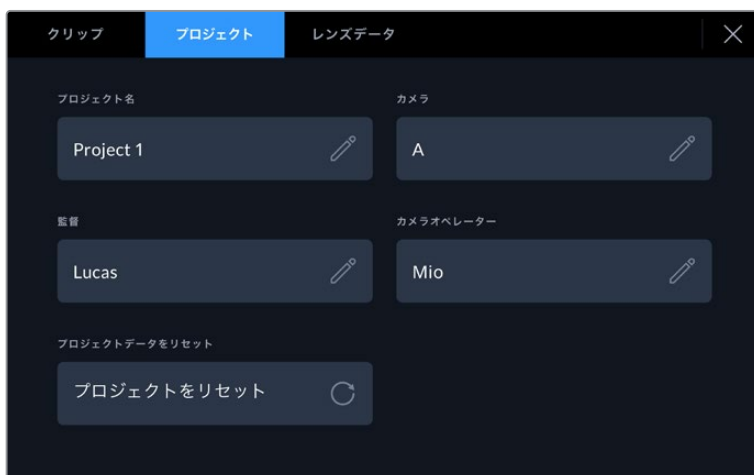 クリップ プロジェクト レンズデータ
プロジェクト名 カメラ
Project 1 A
監督 カメラオペレーター
Lucas Mio
プロジェクトデータをリセット
プロジェクトをリセット